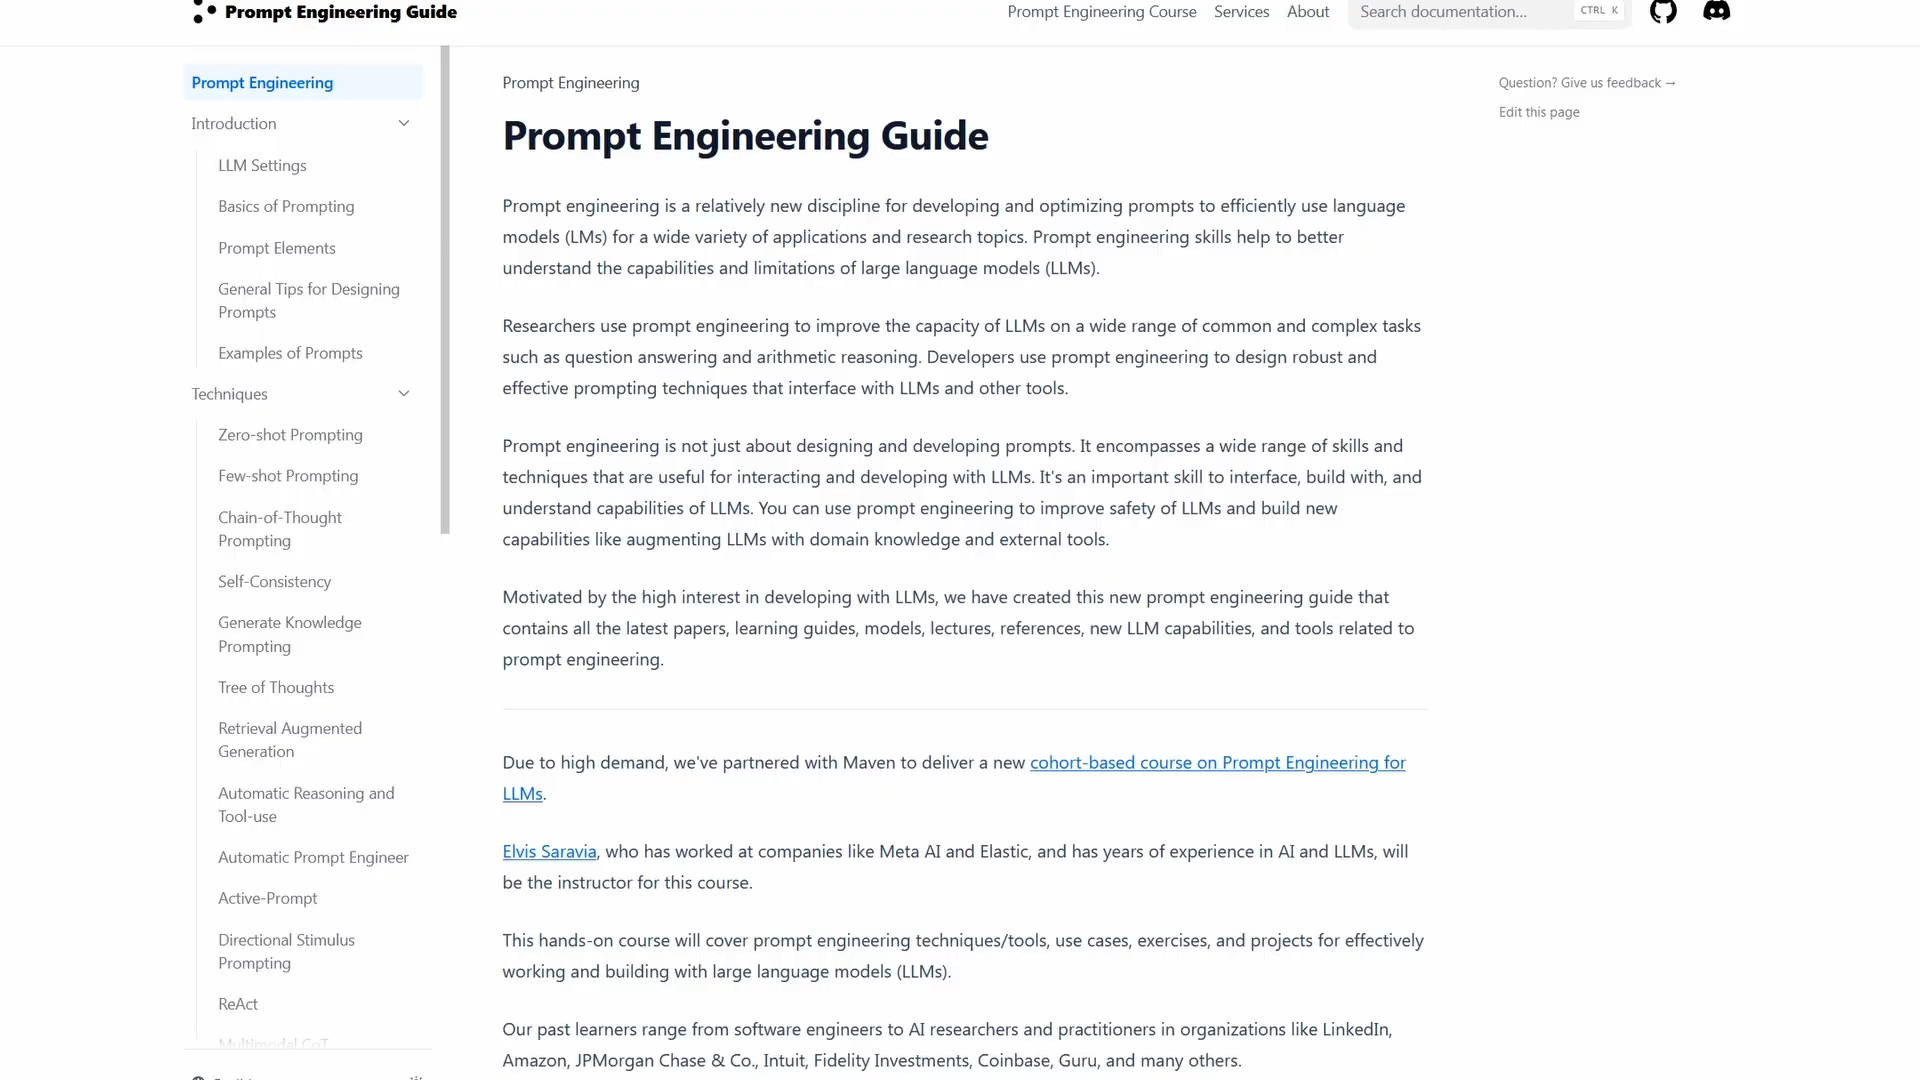 Prompt Engineering Guide
Prompt Engineering Course
Services
About
Search documentation...
CTRL K
Prompt Engineering
Introduction
LLM Settings
Basics of Prompting
Prompt Elements
General Tips for Designing
Prompts
Examples of Prompts
Techniques
Zero-shot Prompting
Few-shot Prompting
Chain-of-Thought
Prompting
Self-Consistency
Generate Knowledge
Prompting
Tree of Thoughts
Retrieval Augmented
Generation
Automatic Reasoning and
Tool-use
Automatic Prompt Engineer
Active-Prompt
Directional Stimulus
Prompting
ReAct
Multimodal CoT
Prompt Engineering
Prompt Engineering Guide
Prompt engineering is a relatively new discipline for developing and optimizing prompts to efficiently use language
models (LMs) for a wide variety of applications and research topics. Prompt engineering skills help to better
understand the capabilities and limitations of large language models (LLMs).
Researchers use prompt engineering to improve the capacity of LLMs on a wide range of common and complex tasks
such as question answering and arithmetic reasoning. Developers use prompt engineering to design robust and
effective prompting techniques that interface with LLMs and other tools.
Prompt engineering is not just about designing and developing prompts. It encompasses a wide range of skills and
techniques that are useful for interacting and developing with LLMs. It's an important skill to interface, build with, and
understand capabilities of LLMs. You can use prompt engineering to improve safety of LLMs and build new
capabilities like augmenting LLMs with domain knowledge and external tools.
Motivated by the high interest in developing with LLMs, we have created this new prompt engineering guide that
contains all the latest papers, learning guides, models, lectures, references, new LLM capabilities, and tools related to
prompt engineering.
Due to high demand, we've partnered with Maven to deliver a new cohort-based course on Prompt Engineering for
LLMs.
Elvis Saravia, who has worked at companies like Meta AI and Elastic, and has years of experience in AI and LLMs, will
be the instructor for this course.
This hands-on course will cover prompt engineering techniques/tools, use cases, exercises, and projects for effectively
working and building with large language models (LLMs).
Our past learners range from software engineers to AI researchers and practitioners in organizations like LinkedIn,
Amazon, JPMorgan Chase & Co., Intuit, Fidelity Investments, Coinbase, Guru, and many others.
Question? Give us feedback →
Edit this page